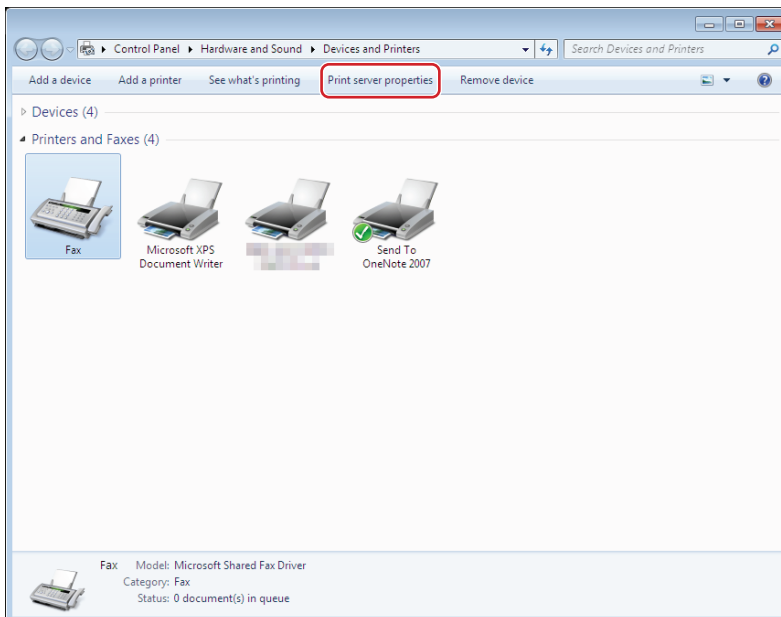 Control Panel Hardware and Sound Devices and Printers
Search Devices and Printers
Add a device Add a printer See what's printing Print server properties Remove device
Devices (4)
Printers and Faxes (4)
Fax
Microsoft XPS
Document Writer
Send To
OneNote 2007
Fax Model: Microsoft Shared Fax Driver
Category: Fax
Status: 0 document(s) in queue